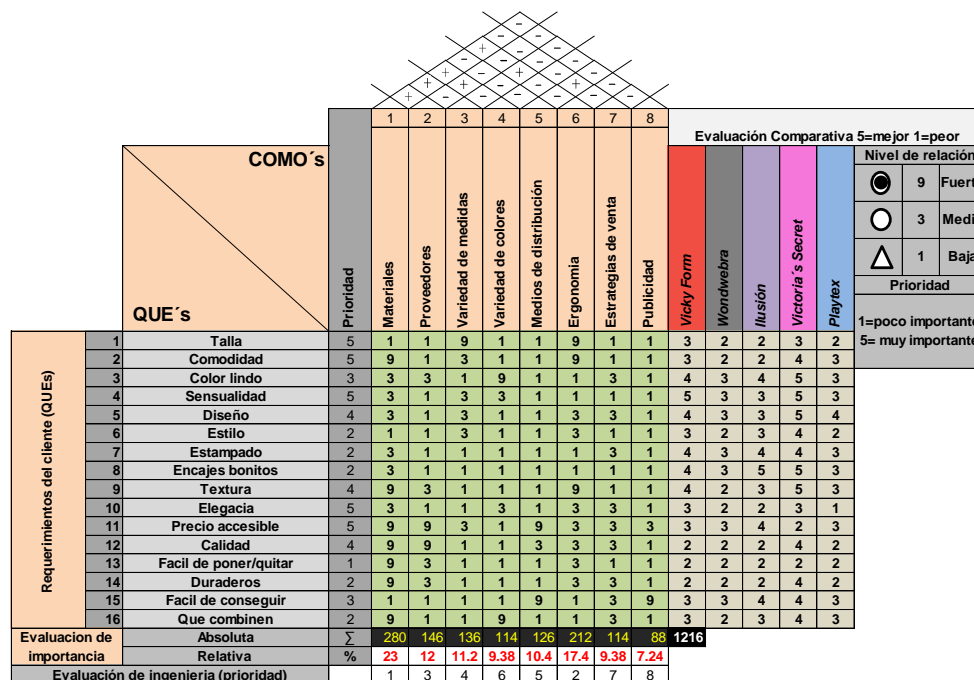 1 2 3 4 5 6 7 8
Evaluación Comparativa 5=mejor 1=peor
COMO´s
QUE´s
Prioridad
Materiales
Proveedores
Variedad de medidas
Variedad de colores
Medios de distribución
Ergonomia
Estrategias de venta
Publicidad
Vicky Form
Wondwebra
Ilusión
Victoria´s Secret
Playtex
Nivel de relación
9 Fuert
3 Medi
1 Baja
Prioridad
1=poco importante
5= muy importante
Requerimientos del cliente (QUEs)
1 Talla 5 1 1 9 1 1 9 1 1 3 2 2 3 2
2 Comodidad 5 9 1 3 1 1 9 1 1 3 2 2 4 3
3 Color lindo 3 3 3 1 9 1 1 3 1 4 3 4 5 3
4 Sensualidad 5 3 1 3 3 1 1 1 1 5 3 3 5 3
5 Diseño 4 3 1 3 1 1 3 3 1 4 3 3 5 4
6 Estilo 2 1 1 3 1 1 3 1 1 3 2 3 4 2
7 Estampado 2 3 1 1 1 1 1 3 1 4 3 4 4 3
8 Encajes bonitos 2 3 1 1 1 1 1 1 1 4 3 5 5 3
9 Textura 4 9 3 1 1 1 9 1 1 4 2 3 5 3
10 Elegacia 5 3 1 1 3 1 3 3 1 3 2 2 3 1
11 Precio accesible 5 9 9 3 1 9 3 3 3 3 3 4 2 3
12 Calidad 4 9 9 1 1 3 3 3 1 2 2 2 4 2
13 Facil de poner/quitar 1 9 3 1 1 1 3 1 1 2 2 2 2 2
14 Duraderos 2 9 3 1 1 1 3 3 1 2 2 2 4 2
15 Facil de conseguir 3 1 1 1 1 9 1 3 9 3 3 4 4 3
16 Que combinen 2 9 1 1 9 1 1 3 1 3 2 3 4 3
Evaluacion de importancia
Absoluta Σ 280 146 136 114 126 212 114 88 1216
Relativa % 23 12 11.2 9.38 10.4 17.4 9.38 7.24
Evaluación de ingenieria (prioridad) 1 3 4 6 5 2 7 8